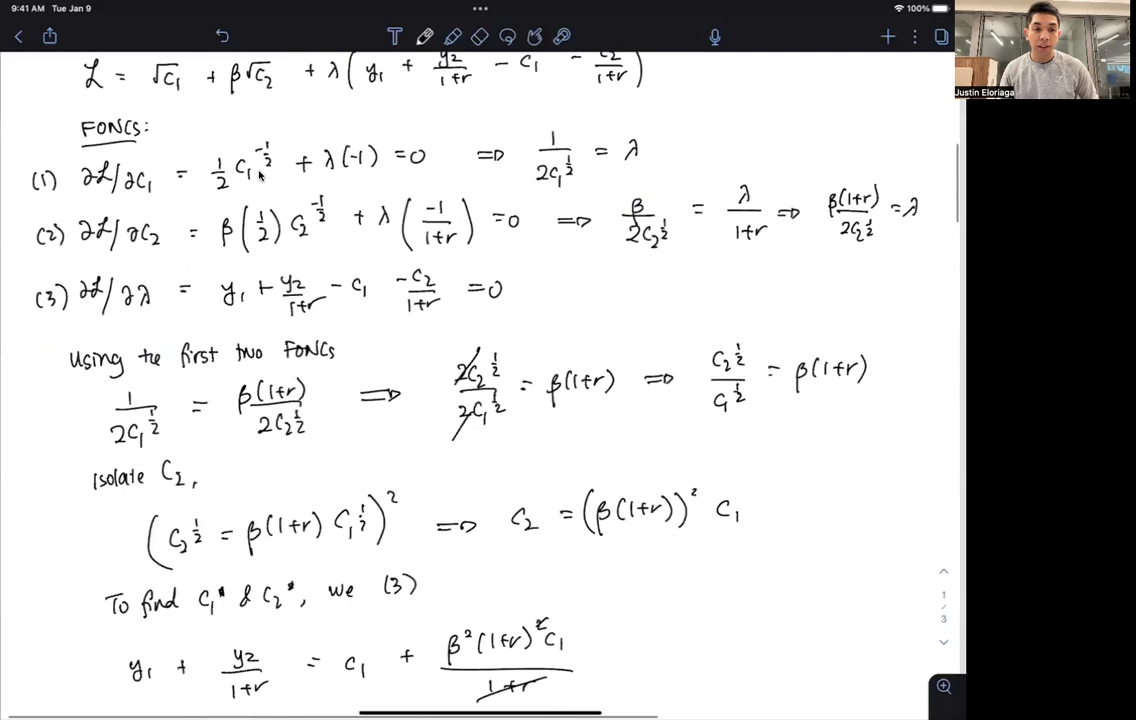 9:41 AM Tue Jan 9
100%
Justin Eloriaga
ℒ = √C₁ + β√C₂ + λ( y₁ + y₂/(1+r) − C₁ − C₂/(1+r) )
FONCs:
(1) ∂ℒ/∂C₁ = 1/2 C₁^(-1/2) + λ(-1) = 0 ⇒ 1/(2C₁^(1/2)) = λ
(2) ∂ℒ/∂C₂ = β(1/2) C₂^(-1/2) + λ(-1/(1+r)) = 0 ⇒ β/(2C₂^(1/2)) = λ/(1+r) ⇒ β(1+r)/(2C₂^(1/2)) = λ
(3) ∂ℒ/∂λ = y₁ + y₂/(1+r) − C₁ −C₂/(1+r) = 0
Using the first two FONCs
1/(2C₁^(1/2)) = β(1+r)/(2C₂^(1/2)) ⇒ 2C₂^(1/2)/(2C₁^(1/2)) = β(1+r) ⇒ C₂^(1/2)/C₁^(1/2) = β(1+r)
isolate C₂,
(C₂^(1/2) = β(1+r) C₁^(1/2))² ⇒ C₂ = (β(1+r))² C₁
To find C₁* & C₂*, we (3)
y₁ + y₂/(1+r) = C₁ + β²(1+r)²C₁/(1+r)
1
/
3